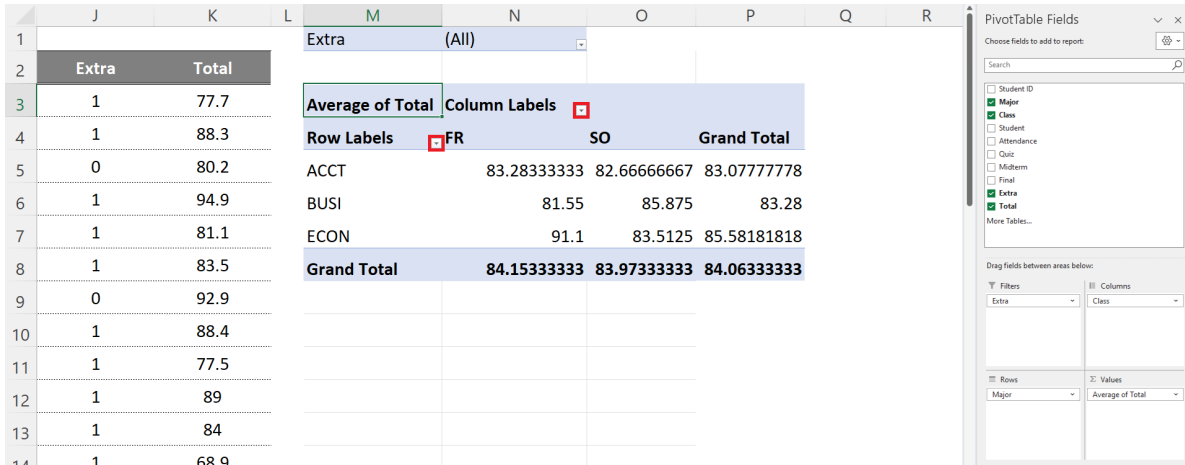 J K L M N O P Q R
1 Extra (All)
2 Extra Total
3 1 77.7 Average of Total Column Labels
4 1 88.3 Row Labels FR SO Grand Total
5 0 80.2 ACCT 83.28333333 82.66666667 83.07777778
6 1 94.9 BUSI 81.55 85.875 83.28
7 1 81.1 ECON 91.1 83.5125 85.58181818
8 1 83.5 Grand Total 84.15333333 83.97333333 84.06333333
9 0 92.9
10 1 88.4
11 1 77.5
12 1 89
13 1 84
14 1 68.9
PivotTable Fields
Choose fields to add to report:
Search
Student ID
Major
Class
Student
Attendance
Quiz
Midterm
Final
Extra
Total
More Tables...
Drag fields between areas below:
Filters Columns
Extra Class
Rows Values
Major Average of Total